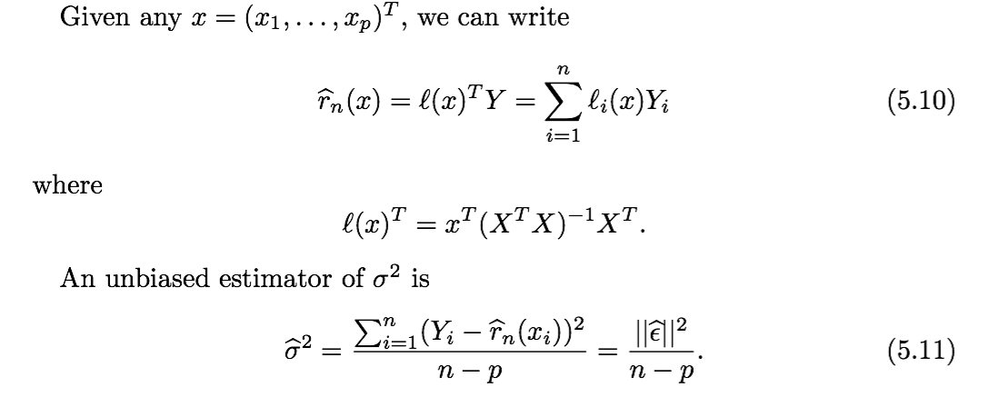 Given any $x = (x_1, \ldots, x_p)^T$, we can write
$$\widehat{r}_n(x) = \ell(x)^T Y = \sum_{i=1}^{n} \ell_i(x) Y_i \qquad (5.10)$$
where
$$\ell(x)^T = x^T (X^T X)^{-1} X^T.$$
An unbiased estimator of $\sigma^2$ is
$$\widehat{\sigma}^2 = \frac{\sum_{i=1}^{n} (Y_i - \widehat{r}_n(x_i))^2}{n - p} = \frac{||\widehat{\epsilon}||^2}{n - p}. \qquad (5.11)$$